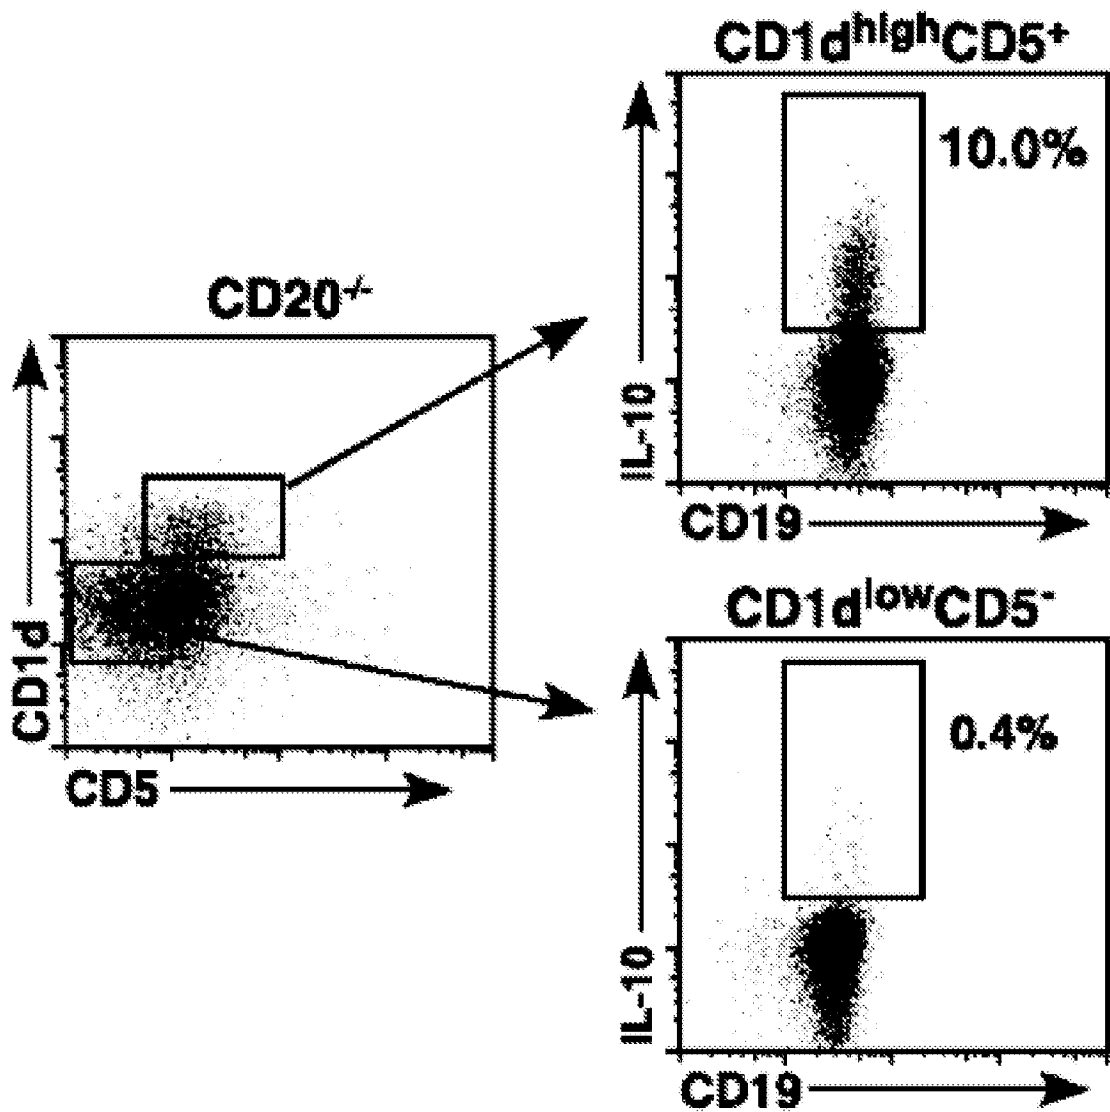 CD1d^high CD5^+
10.0%
IL-10
CD19
CD20^-/-
CD1d
CD5
CD1d^low CD5^-
0.4%
IL-10
CD19